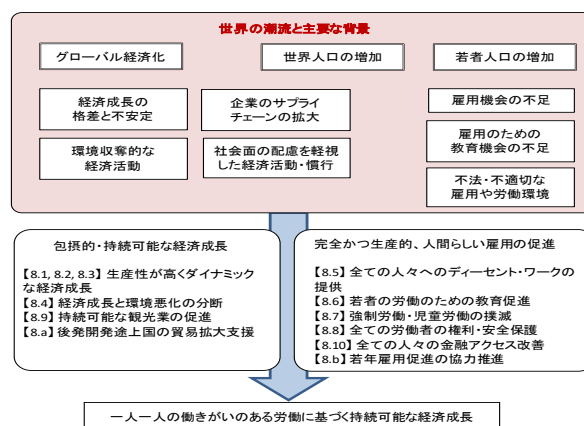 世界の潮流と主要な背景
グローバル経済化
世界人口の増加
若者人口の増加
経済成長の
格差と不安定
企業のサプライ
チェーンの拡大
雇用機会の不足
環境収奪的な
経済活動
社会面の配慮を軽視
した経済活動・慣行
雇用のための
教育機会の不足
不法・不適切な
雇用や労働環境
包摂的・持続可能な経済成長
【8.1, 8.2, 8.3】 生産性が高くダイナミック
な経済成長
【8.4】 経済成長と環境悪化の分断
【8.9】 持続可能な観光業の促進
【8.a】 後発開発途上国の貿易拡大支援
完全かつ生産的、人間らしい雇用の促進
【8.5】 全ての人々へのディーセント・ワークの
提供
【8.6】 若者の労働のための教育促進
【8.7】 強制労働・児童労働の撲滅
【8.8】 全ての労働者の権利・安全保護
【8.10】 全ての人々の金融アクセス改善
【8.b】 若年雇用促進の協力推進
一人一人の働きがいのある労働に基づく持続可能な経済成長